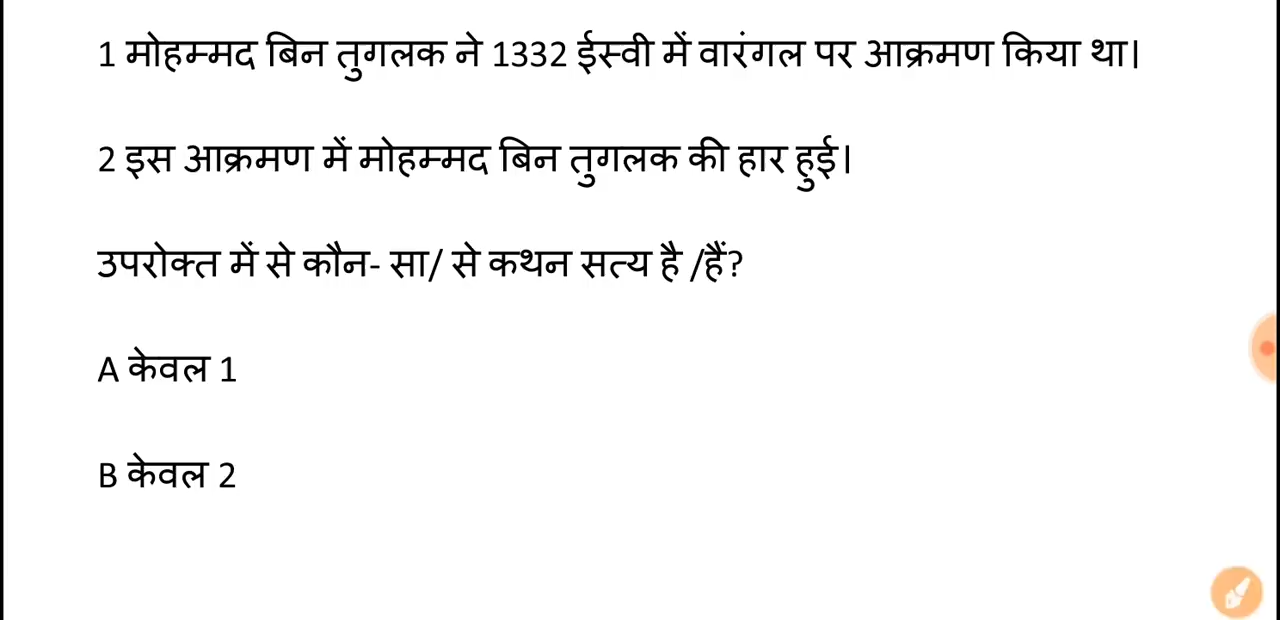 1 मोहम्मद बिन तुगलक ने 1332 ईस्वी में वारंगल पर आक्रमण किया था।
2 इस आक्रमण में मोहम्मद बिन तुगलक की हार हुई।
उपरोक्त में से कौन- सा/ से कथन सत्य है /हैं?
A केवल 1
B केवल 2